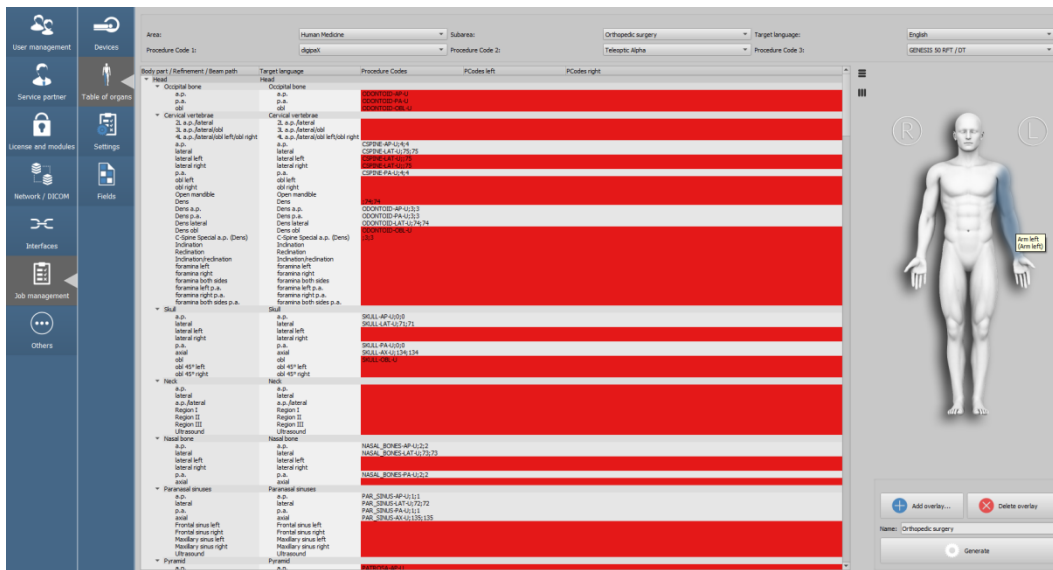 User management
Service partner
License and modules
Network / DICOM
Interfaces
Job management
Others
Devices
Table of organs
Settings
Fields
Area: Human Medicine Subarea: Orthopedic surgery Target language: English
Procedure Code 1: digipaX Procedure Code 2: Teleoptic Alpha Procedure Code 3: GENESIS 50 RFT / DT
Body part / Refinement / Beam path Target language Procedure Codes PCodes left PCodes right
Head Head
Occipital bone Occipital bone
a.p. a.p. ODONTOID-AP-U
p.a. p.a. ODONTOID-PA-U
obl obl ODONTOID-OBL-U
Cervical vertebrae Cervical vertebrae
2L a.p./lateral 2L a.p./lateral
3L a.p./lateral/obl 3L a.p./lateral/obl
4L a.p./lateral/obl left/obl right 4L a.p./lateral/obl left/obl right
a.p. a.p. CSPINE-AP-U;4;4
lateral lateral CSPINE-LAT-U;75;75
lateral left lateral left CSPINE-LAT-U;;75
lateral right lateral right CSPINE-LAT-U;;75
p.a. p.a. CSPINE-PA-U;4;4
obl left obl left
obl right obl right
Open mandible Open mandible
Dens Dens ;74;74
Dens a.p. Dens a.p. ODONTOID-AP-U;3;3
Dens p.a. Dens p.a. ODONTOID-PA-U;3;3
Dens lateral Dens lateral ODONTOID-LAT-U;74;74
Dens obl Dens obl ODONTOID-OBL-U
C-Spine Special a.p. (Dens) C-Spine Special a.p. (Dens) ;3;3
Inclination Inclination
Reclination Reclination
Inclination/reclination Inclination/reclination
foramina left foramina left
foramina right foramina right
foramina both sides foramina both sides
foramina left p.a. foramina left p.a.
foramina right p.a. foramina right p.a.
foramina both sides p.a. foramina both sides p.a.
Skull Skull
a.p. a.p. SKULL-AP-U;0;0
lateral lateral SKULL-LAT-U;71;71
lateral left lateral left
lateral right lateral right
p.a. p.a. SKULL-PA-U;0;0
axial axial SKULL-AX-U;134;134
obl obl SKULL-OBL-U
obl 45° left obl 45° left
obl 45° right obl 45° right
Neck Neck
a.p. a.p.
lateral lateral
a.p./lateral a.p./lateral
Region I Region I
Region II Region II
Region III Region III
Ultrasound Ultrasound
Nasal bone Nasal bone
a.p. a.p. NASAL_BONES-AP-U;2;2
lateral lateral NASAL_BONES-LAT-U;73;73
lateral left lateral left
lateral right lateral right
p.a. p.a. NASAL_BONES-PA-U;2;2
axial axial
Paranasal sinuses Paranasal sinuses
a.p. a.p. PAR_SINUS-AP-U;1;1
lateral lateral PAR_SINUS-LAT-U;72;72
p.a. p.a. PAR_SINUS-PA-U;1;1
axial axial PAR_SINUS-AX-U;135;135
Frontal sinus left Frontal sinus left
Frontal sinus right Frontal sinus right
Maxillary sinus left Maxillary sinus left
Maxillary sinus right Maxillary sinus right
Ultrasound Ultrasound
Pyramid Pyramid
a.p. a.p.
R L
Arm left
(Arm left)
Add overlay... Delete overlay
Name: Orthopedic surgery
Generate